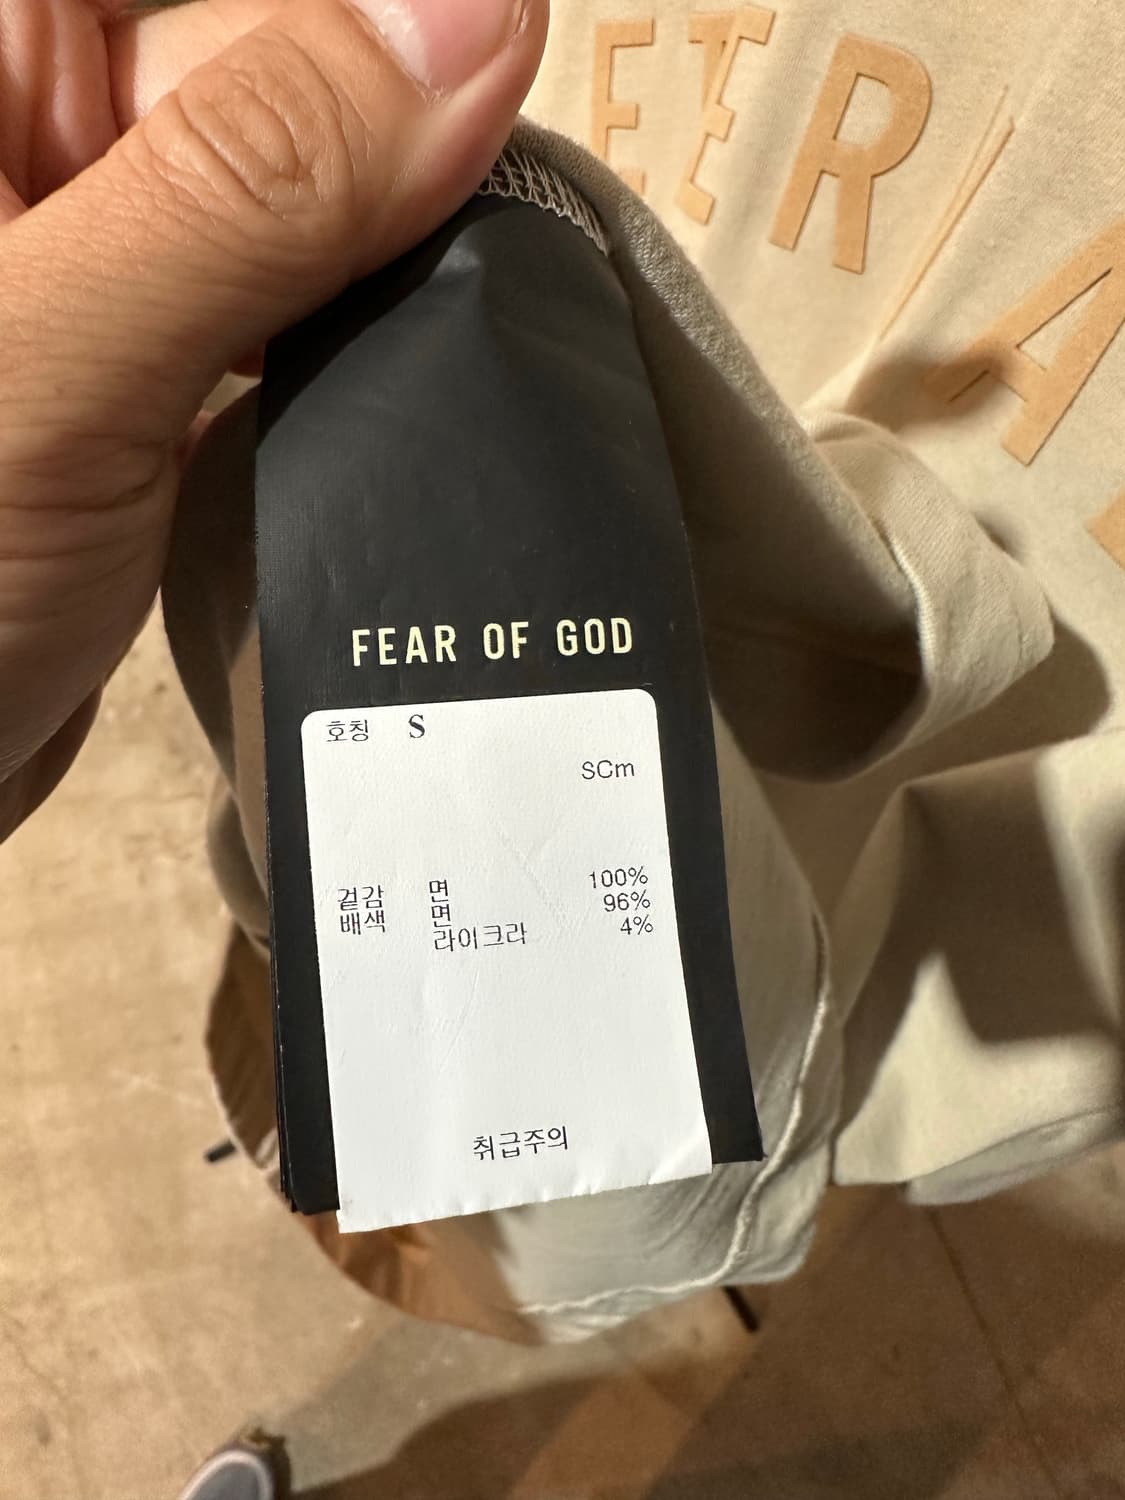 FEAR OF GOD
호칭 S
SCm
겉감 면 100%
배색 면 96%
라이크라 4%
취급주의